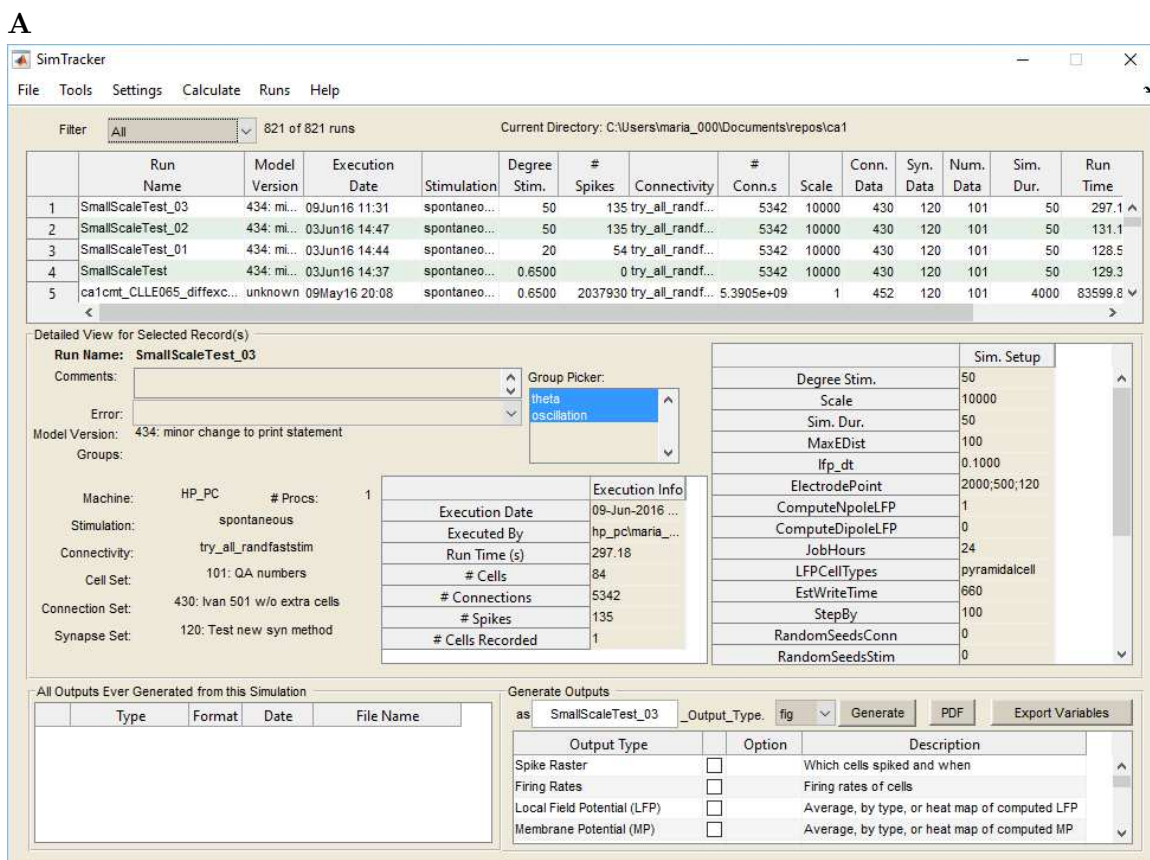 A
SimTracker
File Tools Settings Calculate Runs Help
Filter All 821 of 821 runs Current Directory: C:\Users\maria_000\Documents\repos\ca1
Run Model Execution Degree # # Conn. Syn. Num. Sim. Run
Name Version Date Stimulation Stim. Spikes Connectivity Conn.s Scale Data Data Data Dur. Time
1 SmallScaleTest_03 434: mi... 09Jun16 11:31 spontaneo... 50 135 try_all_randf... 5342 10000 430 120 101 50 297.1
2 SmallScaleTest_02 434: mi... 03Jun16 14:47 spontaneo... 50 135 try_all_randf... 5342 10000 430 120 101 50 131.1
3 SmallScaleTest_01 434: mi... 03Jun16 14:44 spontaneo... 20 54 try_all_randf... 5342 10000 430 120 101 50 128.5
4 SmallScaleTest 434: mi... 03Jun16 14:37 spontaneo... 0.6500 0 try_all_randf... 5342 10000 430 120 101 50 129.3
5 ca1cmt_CLLE065_diffexc... unknown 09May16 20:08 spontaneo... 0.6500 2037930 try_all_randf... 5.3905e+09 1 452 120 101 4000 83599.8
Detailed View for Selected Record(s)
Run Name: SmallScaleTest_03
Comments:
Error:
Model Version: 434: minor change to print statement
Groups:
Group Picker:
theta
oscillation
Machine: HP_PC # Procs: 1
Stimulation: spontaneous
Connectivity: try_all_randfaststim
Cell Set: 101: QA numbers
Connection Set: 430: Ivan 501 w/o extra cells
Synapse Set: 120: Test new syn method
Execution Info
Execution Date 09-Jun-2016 ...
Executed By hp_pc\maria_...
Run Time (s) 297.18
# Cells 84
# Connections 5342
# Spikes 135
# Cells Recorded 1
Sim. Setup
Degree Stim. 50
Scale 10000
Sim. Dur. 50
MaxEDist 100
lfp_dt 0.1000
ElectrodePoint 2000;500;120
ComputeNpoleLFP 1
ComputeDipoleLFP 0
JobHours 24
LFPCellTypes pyramidalcell
EstWriteTime 660
StepBy 100
RandomSeedsConn 0
RandomSeedsStim 0
All Outputs Ever Generated from this Simulation
Type Format Date File Name
Generate Outputs
as SmallScaleTest_03 _Output_Type. fig Generate PDF Export Variables
Output Type Option Description
Spike Raster Which cells spiked and when
Firing Rates Firing rates of cells
Local Field Potential (LFP) Average, by type, or heat map of computed LFP
Membrane Potential (MP) Average, by type, or heat map of computed MP